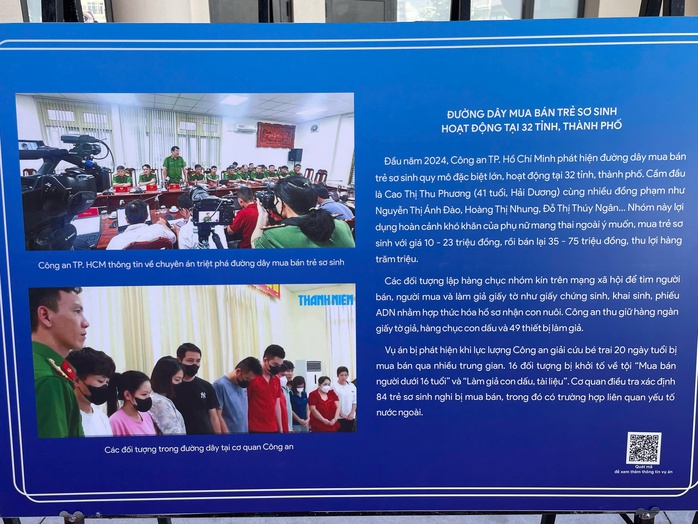 ĐƯỜNG DÂY MUA BÁN TRẺ SƠ SINH
HOẠT ĐỘNG TẠI 32 TỈNH, THÀNH PHỐ
Đầu năm 2024, Công an TP. Hồ Chí Minh phát hiện đường dây mua bán
trẻ sơ sinh quy mô đặc biệt lớn, hoạt động tại 32 tỉnh, thành phố. Cầm đầu
là Cao Thị Thu Phương (41 tuổi, Hải Dương) cùng nhiều đồng phạm như
Nguyễn Thị Ánh Đào, Hoàng Thị Nhung, Đỗ Thị Thúy Ngân... Nhóm này lợi
dụng hoàn cảnh khó khăn của phụ nữ mang thai ngoài ý muốn, mua trẻ sơ
sinh với giá 10 - 23 triệu đồng, rồi bán lại 35 - 75 triệu đồng, thu lợi hàng
trăm triệu.
Các đối tượng lập hàng chục nhóm kín trên mạng xã hội để tìm người
bán, người mua và làm giả giấy tờ như giấy chứng sinh, khai sinh, phiếu
ADN nhằm hợp thức hóa hồ sơ nhận con nuôi. Công an thu giữ hàng ngàn
giấy tờ giả, hàng chục con dấu và 49 thiết bị làm giả.
Vụ án bị phát hiện khi lực lượng Công an giải cứu bé trai 20 ngày tuổi bị
mua bán qua nhiều trung gian. 16 đối tượng bị khởi tố về tội “Mua bán
người dưới 16 tuổi” và “Làm giả con dấu, tài liệu”. Cơ quan điều tra xác định
84 trẻ sơ sinh nghi bị mua bán, trong đó có trường hợp liên quan yếu tố
nước ngoài.
Công an TP. HCM thông tin về chuyên án triệt phá đường dây mua bán trẻ sơ sinh
THANH NIÊN
Các đối tượng trong đường dây tại cơ quan Công an
Quét mã
để xem thêm thông tin vụ án